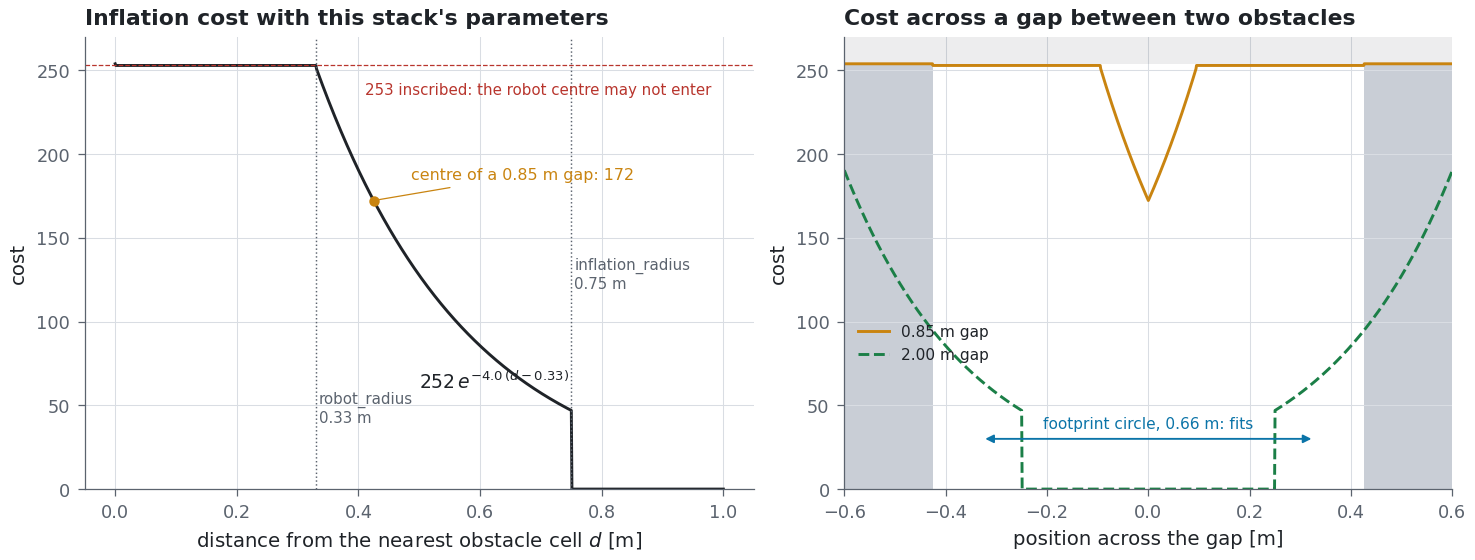 Inflation cost with this stack's parameters
250
200
150
100
50
0
cost
253 inscribed: the robot centre may not enter
centre of a 0.85 m gap: 172
inflation_radius
0.75 m
252 e^{−4.0 (d−0.33)}
robot_radius
0.33 m
0.0 0.2 0.4 0.6 0.8 1.0
distance from the nearest obstacle cell d [m]
Cost across a gap between two obstacles
250
200
150
100
50
0
cost
0.85 m gap
2.00 m gap
footprint circle, 0.66 m: fits
−0.6 −0.4 −0.2 0.0 0.2 0.4 0.6
position across the gap [m]